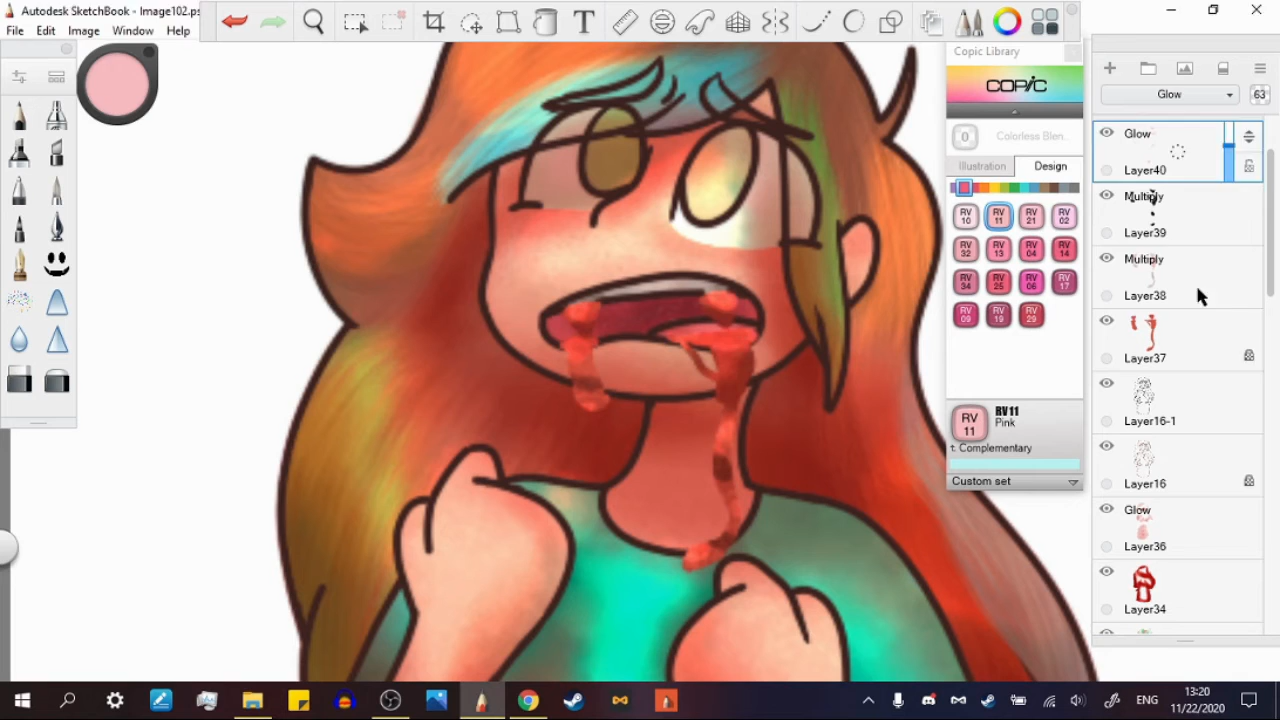 Autodesk SketchBook - Image102.ps
File Edit Image Window Help
T
Copic Library
COPIC
0 Colorless Blen..
Illustration Design
RV 10 RV 11 RV 21 RV 02
RV 32 RV 13 RV 04 RV 14
RV 34 RV 25 RV 06 RV 17
RV 09 RV 19 RV 29
RV 11
RV11
Pink
t: Complementary
Custom set
Glow
63
Glow
Layer40
Multiply
Layer39
Multiply
Layer38
Layer37
Layer16-1
Layer16
Glow
Layer36
Layer34
ENG
13:20
11/22/2020